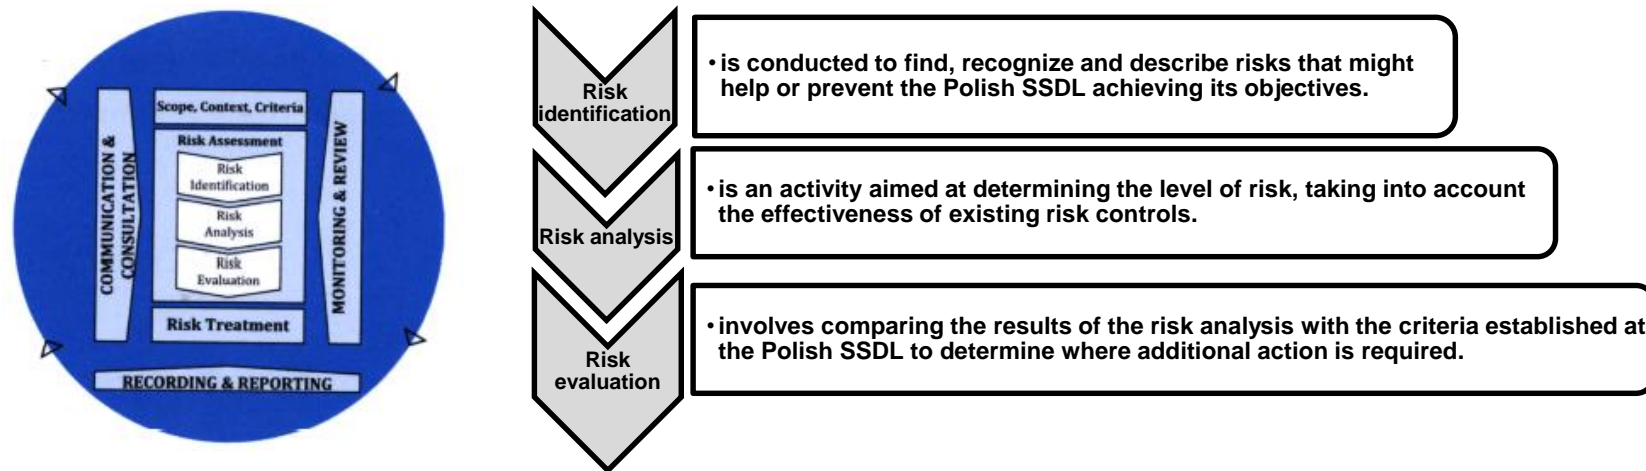 Scope, Context, Criteria
Risk Assessment
Risk
Identification
Risk
Analysis
Risk
Evaluation
Risk Treatment
COMMUNICATION &
CONSULTATION
MONITORING & REVIEW
RECORDING & REPORTING
Risk
identification
• is conducted to find, recognize and describe risks that might
help or prevent the Polish SSDL achieving its objectives.
Risk analysis
• is an activity aimed at determining the level of risk, taking into account
the effectiveness of existing risk controls.
Risk
evaluation
• involves comparing the results of the risk analysis with the criteria established at
the Polish SSDL to determine where additional action is required.